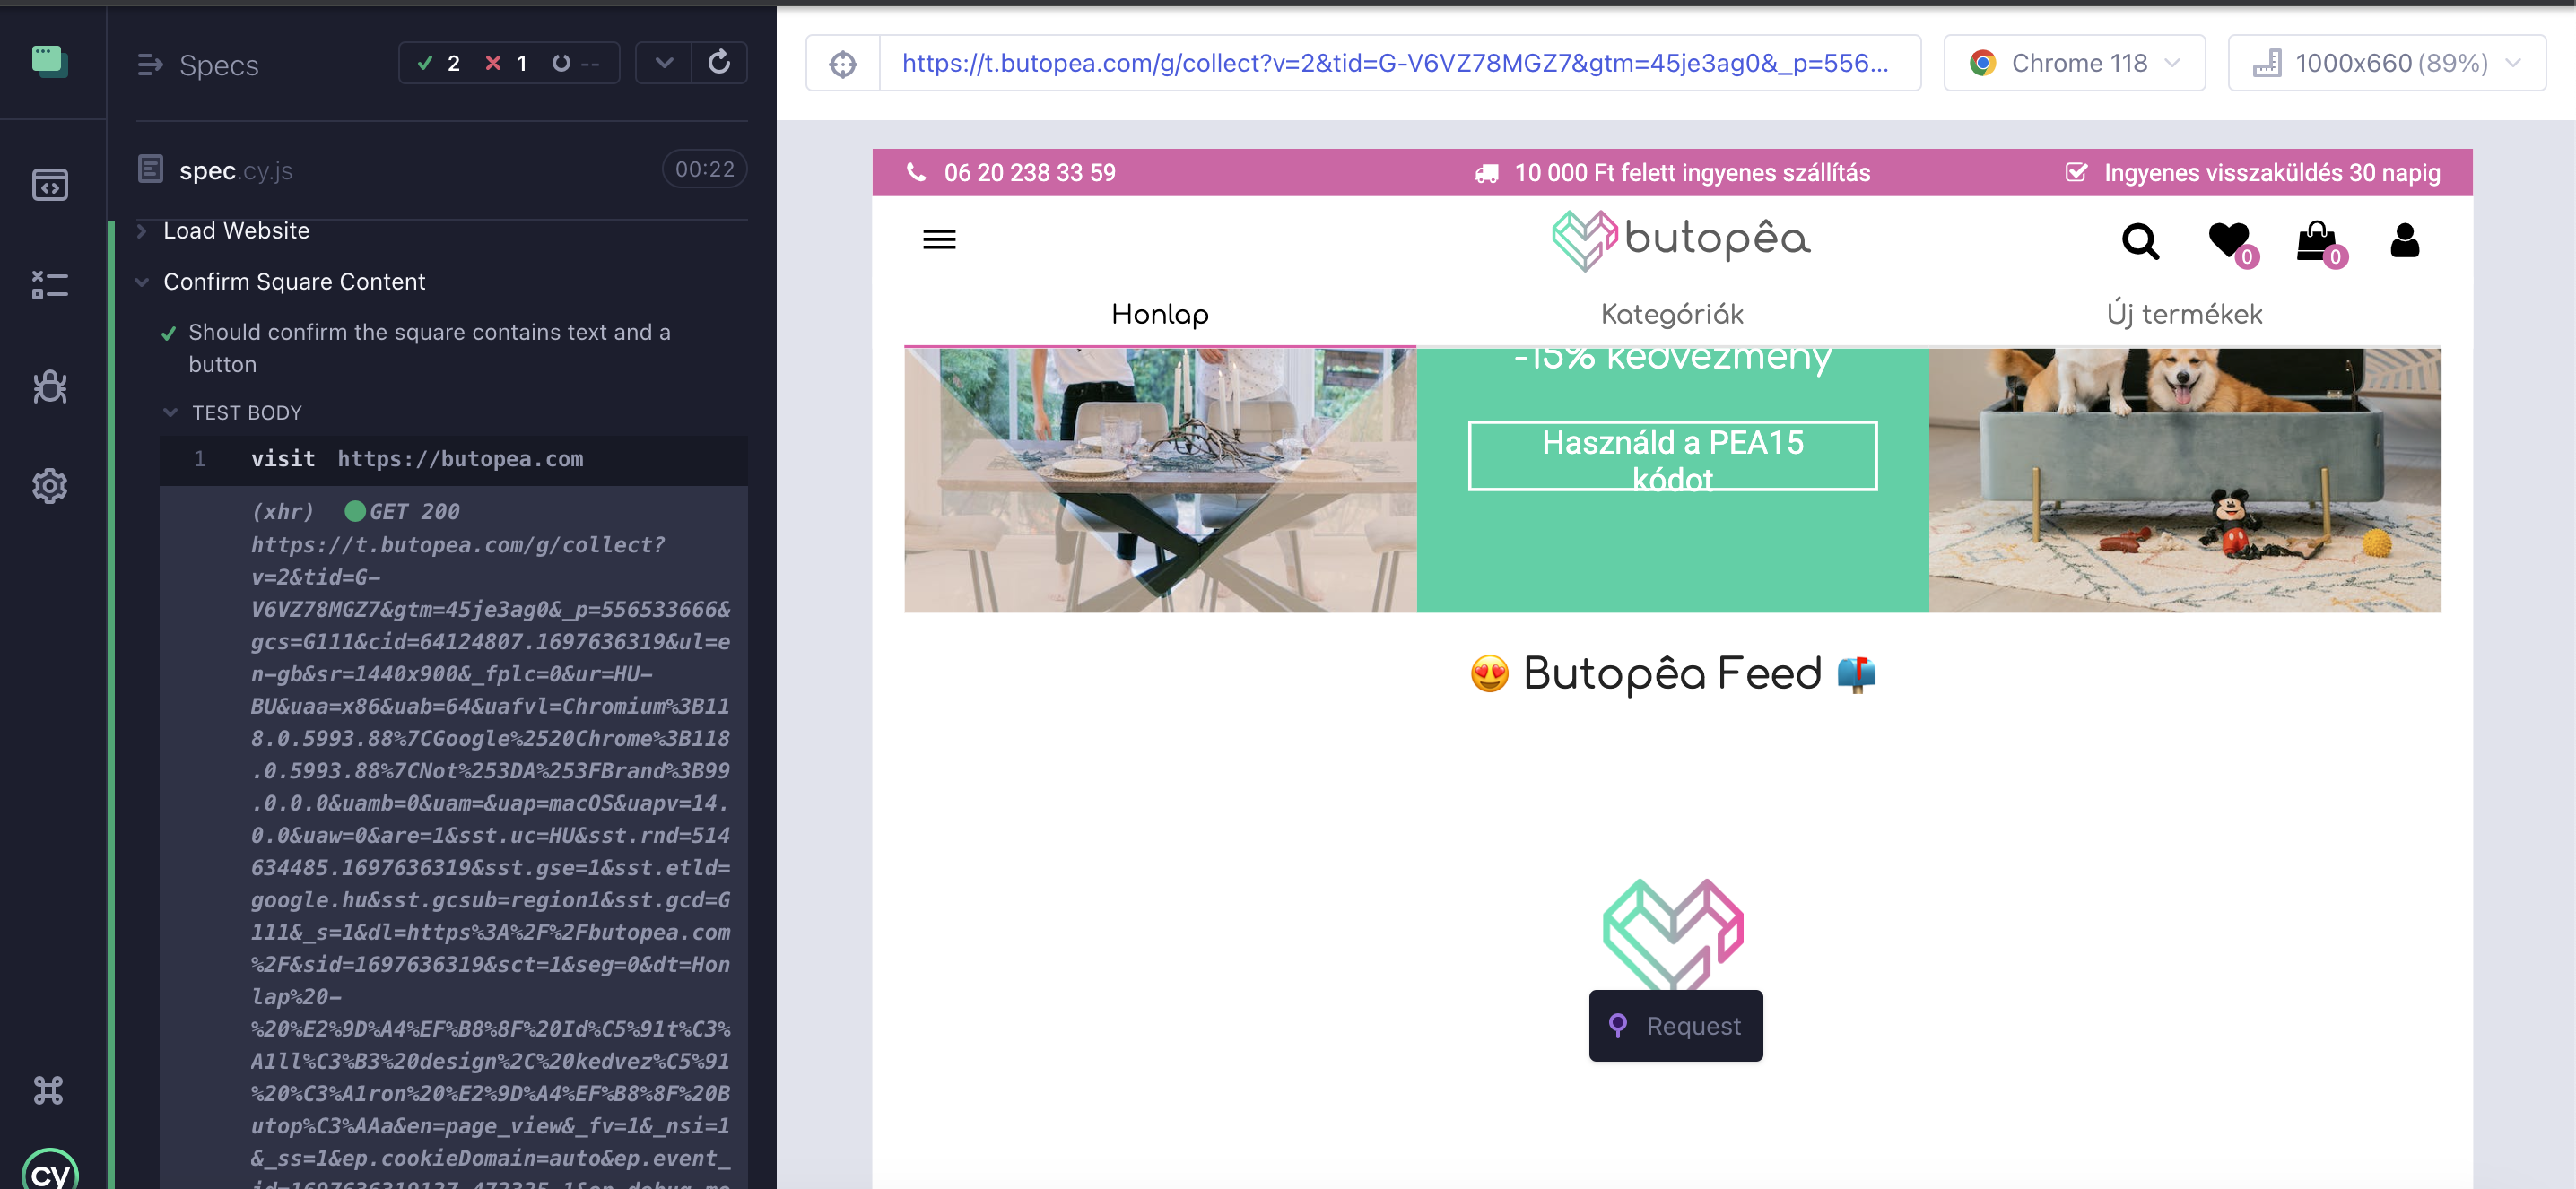 Specs
2
1
--
spec.cy.js
00:22
Load Website
Confirm Square Content
Should confirm the square contains text and a
button
TEST BODY
1 visit https://butopea.com
(xhr) GET 200
https://t.butopea.com/g/collect?
v=2&tid=G-
V6VZ78MGZ7&gtm=45je3ag0&_p=556533666&
gcs=G111&cid=64124807.1697636319&ul=e
n-gb&sr=1440x900&_fplc=0&ur=HU-
BU&uaa=x86&uab=64&uafvl=Chromium%3B11
8.0.5993.88%7CGoogle%2520Chrome%3B118
.0.5993.88%7CNot%253DA%253FBrand%3B99
.0.0.0&uamb=0&uam=&uap=macOS&uapv=14.
0.0&uaw=0&are=1&sst.uc=HU&sst.rnd=514
634485.1697636319&sst.gse=1&sst.etld=
google.hu&sst.gcsub=region1&sst.gcd=G
111&_s=1&dl=https%3A%2F%2Fbutopea.com
%2F&sid=1697636319&sct=1&seg=0&dt=Hon
lap%20-
%20%E2%9D%A4%EF%B8%8F%20Id%C5%91t%C3%
A1ll%C3%B3%20design%2C%20kedvez%C5%91
%20%C3%A1ron%20%E2%9D%A4%EF%B8%8F%20B
utop%C3%AAa&en=page_view&_fv=1&_nsi=1
&_ss=1&ep.cookieDomain=auto&ep.event_
cy
https://t.butopea.com/g/collect?v=2&tid=G-V6VZ78MGZ7&gtm=45je3ag0&_p=556...
Chrome 118
1000x660 (89%)
06 20 238 33 59
10 000 Ft felett ingyenes szállítás
Ingyenes visszaküldés 30 napig
butopêa
0
0
Honlap
Kategóriák
Új termékek
-15% kedvezmény
Használd a PEA15
kódot
😍 Butopêa Feed 📫
Request